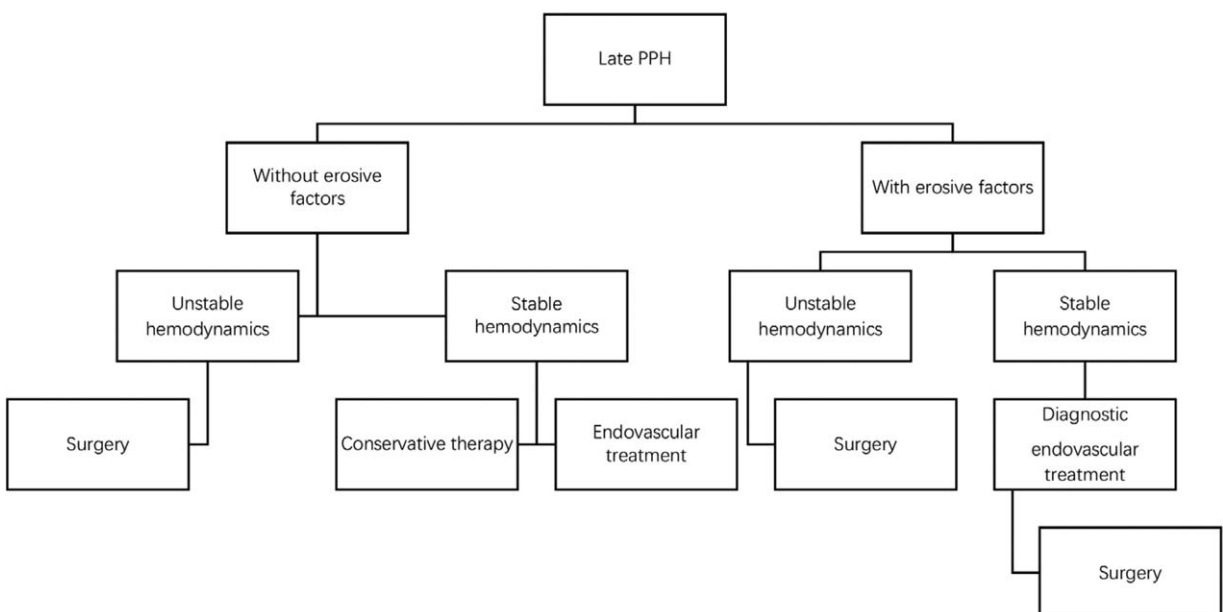 Late PPH
Without erosive
factors
With erosive factors
Unstable
hemodynamics
Stable
hemodynamics
Unstable
hemodynamics
Stable
hemodynamics
Surgery
Conservative therapy
Endovascular
treatment
Surgery
Diagnostic
endovascular
treatment
Surgery